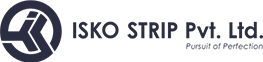 ISKO STRIP Pvt. Ltd.
Pursuit of Perfection